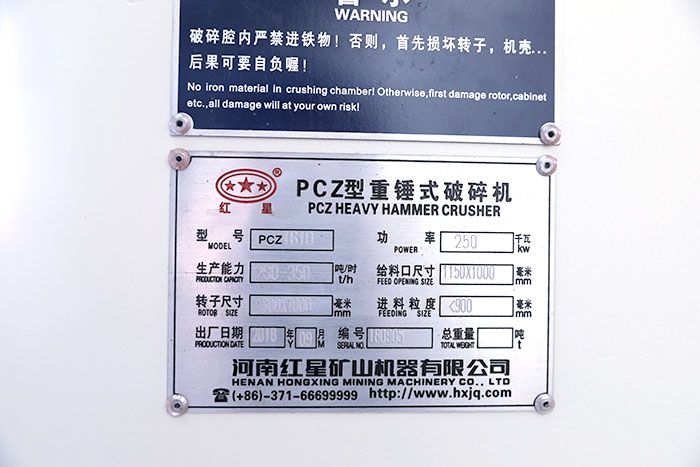 WARNING
破碎腔内严禁进铁物！否则，首先损坏转子，机壳...
后果可要自负喔！
No iron material in crushing chamber! Otherwise,first damage rotor,cabinet
etc.,all damage will at your own risk!
红 星 ®
PCZ型重锤式破碎机
PCZ HEAVY HAMMER CRUSHER
型 号 PCZ 1610 功 率 250 千瓦
MODEL POWER kw
生产能力 260-350 吨/时 给料口尺寸 1150X1000 毫米
PRODUCTION CAPACITY t/h FEED OPENING SIZE mm
转子尺寸 毫米 进料粒度 <900 毫米
ROTOR SIZE mm FEEDING SIZE mm
出厂日期 2018 年 09 月 编号 180905 总重量 吨
PRODUCTION DATE Y M SERIAL NO. TOTAL WEIGHT t
河南红星矿山机器有限公司
HENAN HONGXING MINING MACHINERY CO., LTD
☎(+86)-371-66699999 http://www.hxjq.com